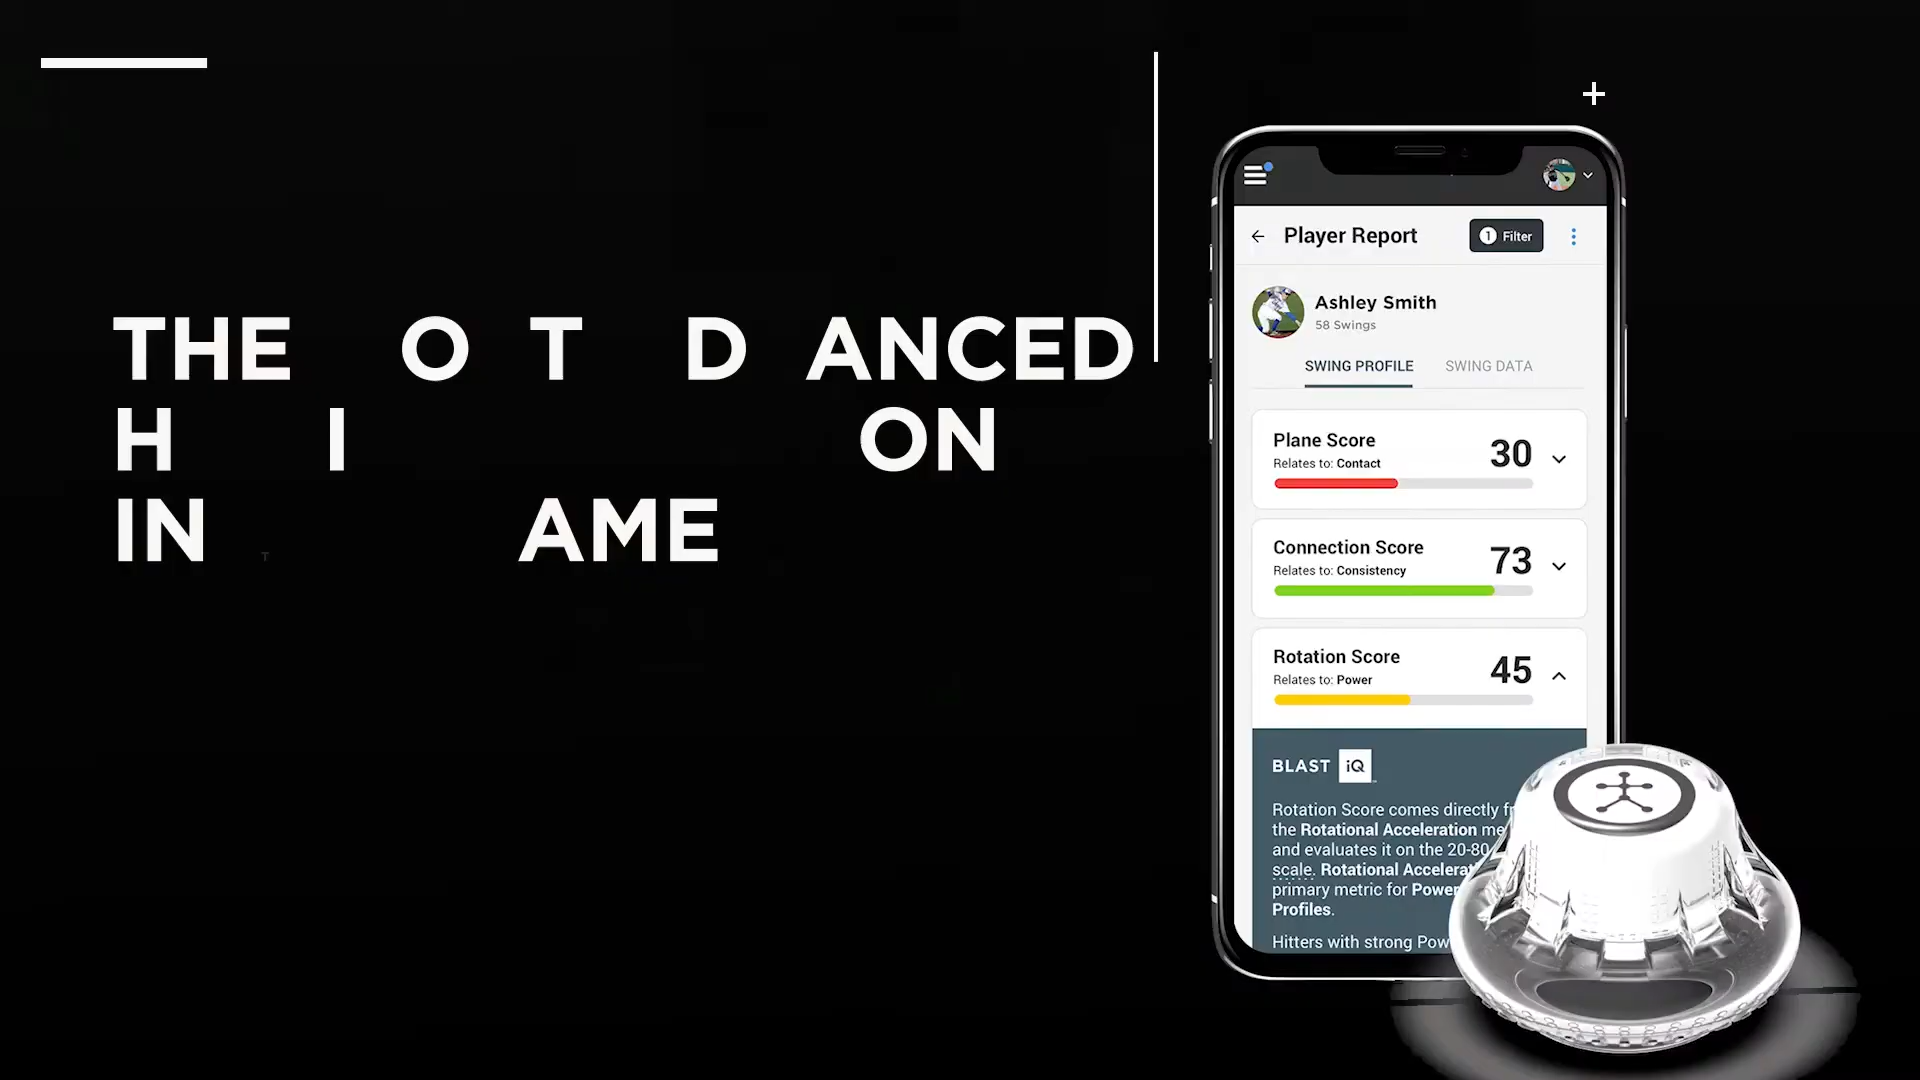 THE O T D ANCED
H I ON
IN T AME
Player Report
1 Filter
Ashley Smith
58 Swings
SWING PROFILE SWING DATA
Plane Score
30
Relates to: Contact
Connection Score
73
Relates to: Consistency
Rotation Score
45
Relates to: Power
BLAST iQ
Rotation Score comes directly
the Rotational Acceleration
and evaluates it on the 20-80
scale. Rotational
primary metric for Power
Profiles.
Hitters with strong